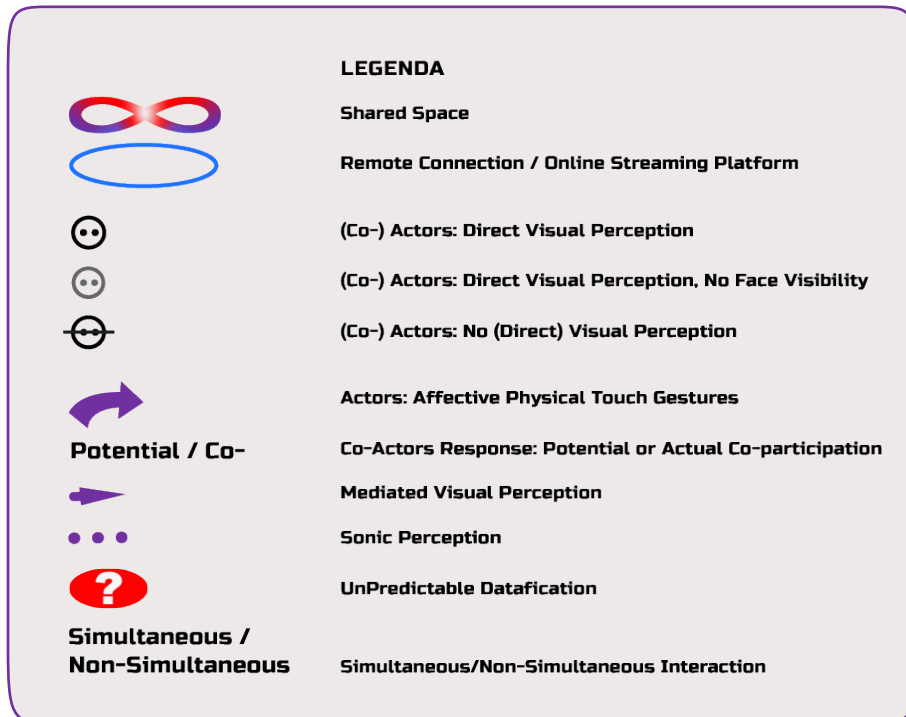 LEGENDA
Shared Space
Remote Connection / Online Streaming Platform
(Co-) Actors: Direct Visual Perception
(Co-) Actors: Direct Visual Perception, No Face Visibility
(Co-) Actors: No (Direct) Visual Perception
Actors: Affective Physical Touch Gestures
Potential / Co-
Co-Actors Response: Potential or Actual Co-participation
Mediated Visual Perception
Sonic Perception
?
UnPredictable Datafication
Simultaneous /
Non-Simultaneous
Simultaneous/Non-Simultaneous Interaction